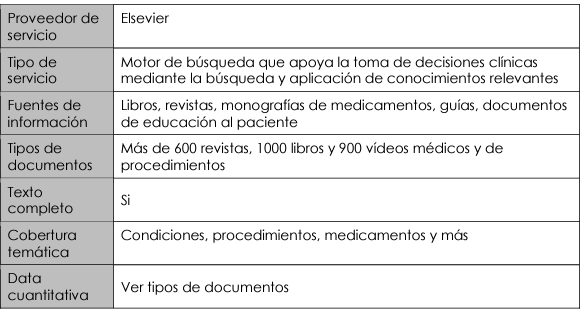 Proveedor de servicio
Elsevier
Tipo de servicio
Motor de búsqueda que apoya la toma de decisiones clínicas
mediante la búsqueda y aplicación de conocimientos relevantes
Fuentes de información
Libros, revistas, monografías de medicamentos, guías, documentos
de educación al paciente
Tipos de documentos
Más de 600 revistas, 1000 libros y 900 vídeos médicos y de
procedimientos
Texto completo
Si
Cobertura temática
Condiciones, procedimientos, medicamentos y más
Data cuantitativa
Ver tipos de documentos